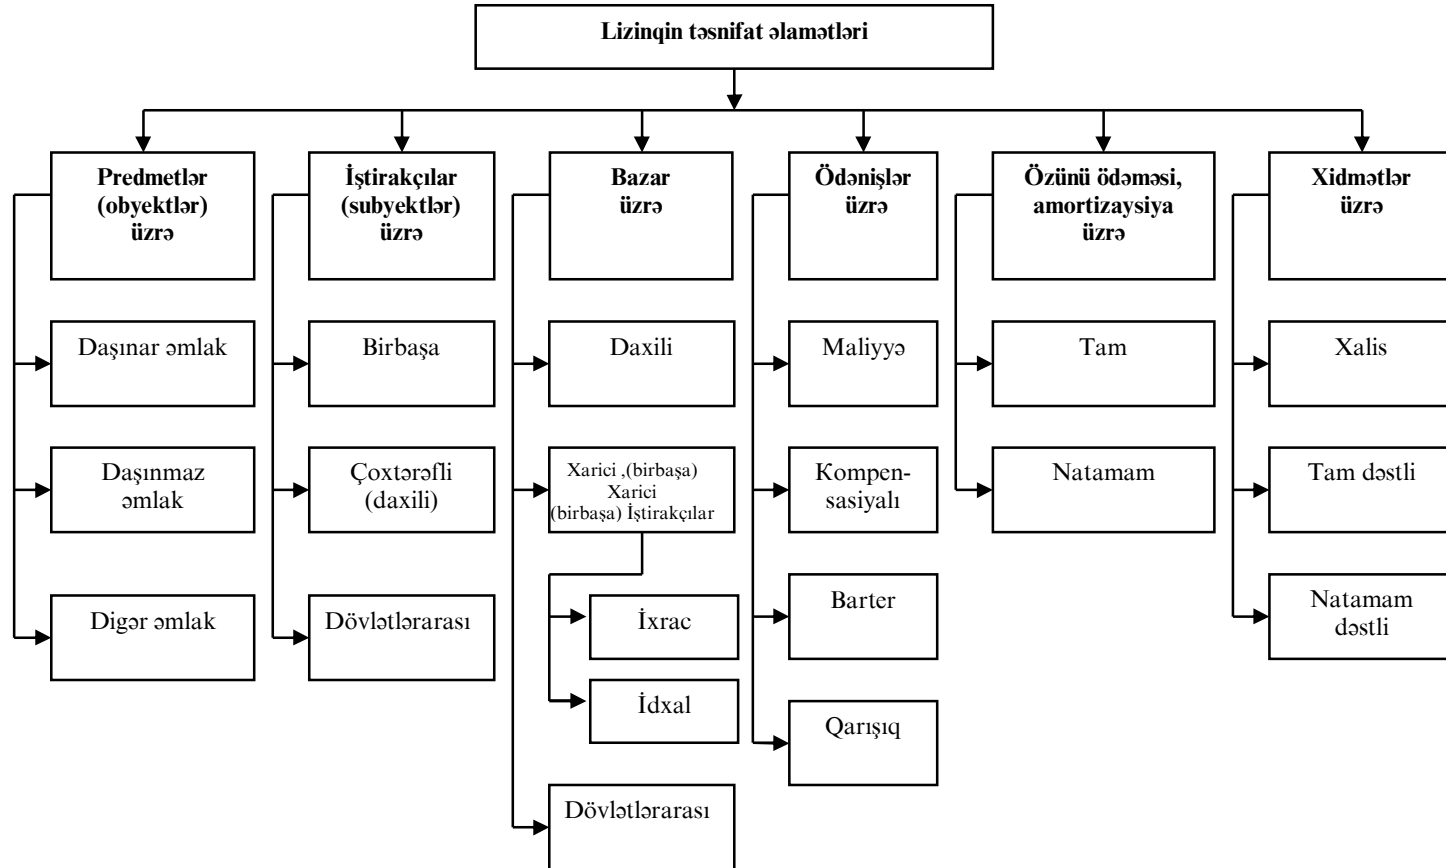 Lizinqin təsnifat əlamətləri
Predmetlər
(obyektlər)
üzrə
İştirakçılar
(subyektlər)
üzrə
Bazar
üzrə
Ödənişlər
üzrə
Özünü ödəməsi,
amortizaysiya
üzrə
Xidmətlər
üzrə
Daşınar əmlak
Birbaşa
Daxili
Maliyyə
Tam
Xalis
Daşınmaz
əmlak
Çoxtərəfli
(daxili)
Xarici ,(birbaşa)
Xarici
(birbaşa) İştirakçılar
Kompen-
sasiyalı
Natamam
Tam dəstli
Digər əmlak
Dövlətlərarası
İxrac
Barter
Natamam
dəstli
İdxal
Qarışıq
Dövlətlərarası